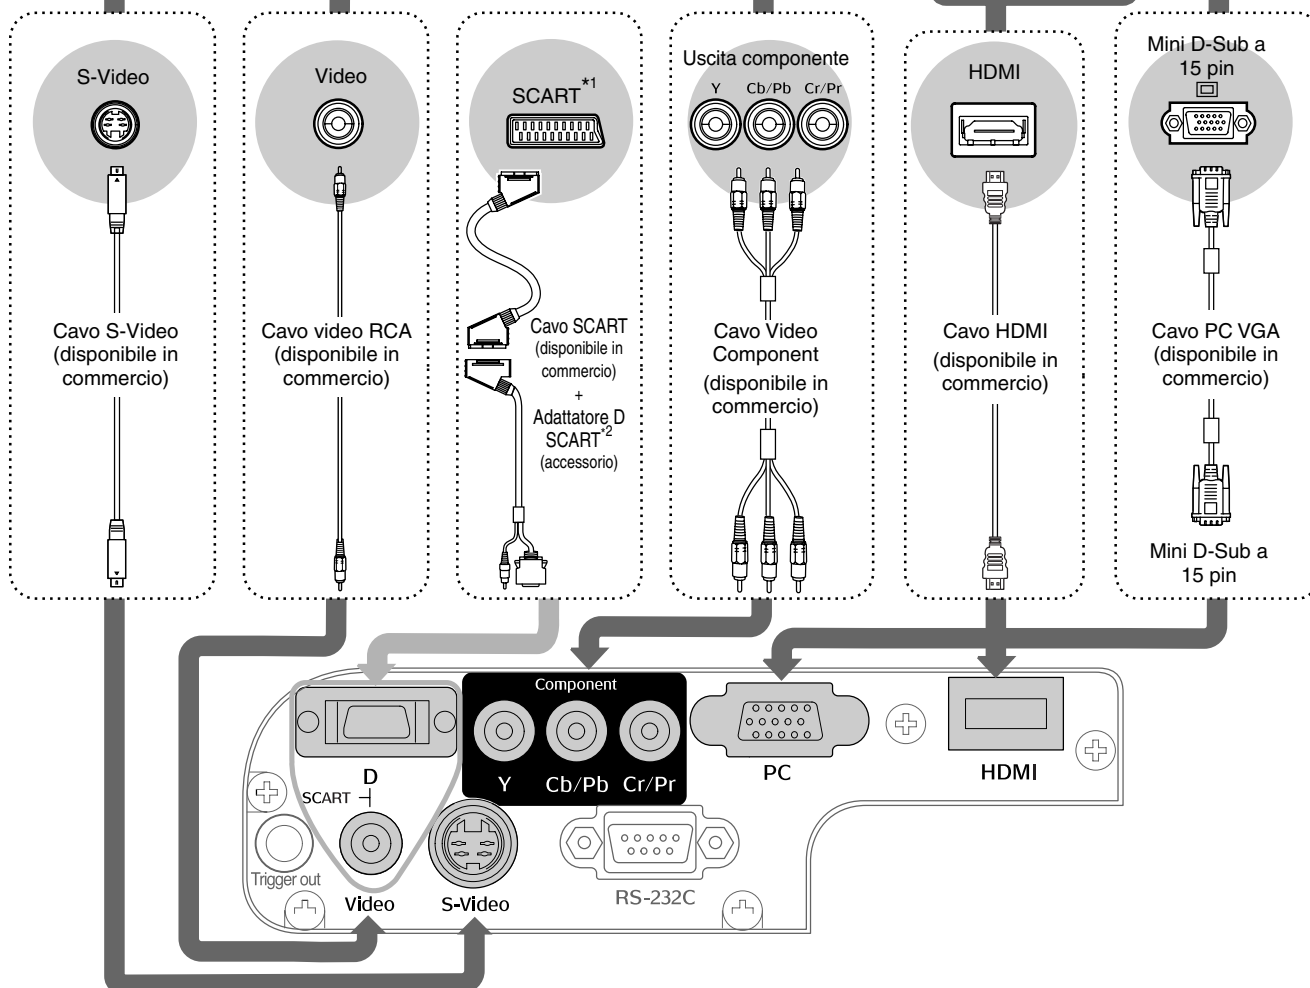 S-Video
Cavo S-Video
(disponibile in
commercio)
Video
Cavo video RCA
(disponibile in
commercio)
SCART*1
Cavo SCART
(disponibile in
commercio)
+
Adattatore D
SCART*2
(accessorio)
Uscita componente
Y Cb/Pb Cr/Pr
Cavo Video
Component
(disponibile in
commercio)
HDMI
Cavo HDMI
(disponibile in
commercio)
Mini D-Sub a
15 pin
Cavo PC VGA
(disponibile in
commercio)
Mini D-Sub a
15 pin
Component
Y Cb/Pb Cr/Pr
PC
HDMI
D
SCART
Trigger out
Video
S-Video
RS-232C